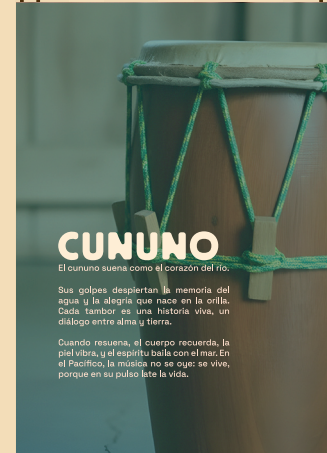 CUNUNO
El cununo suena como el corazón del río.
Sus golpes despiertan la memoria del
agua y la alegría que nace en la orilla.
Cada tambor es una historia viva, un
diálogo entre alma y tierra.
Cuando resuena, el cuerpo recuerda, la
piel vibra, y el espíritu baila con el mar. En
el Pacífico, la música no se oye: se vive,
porque en su pulso late la vida.